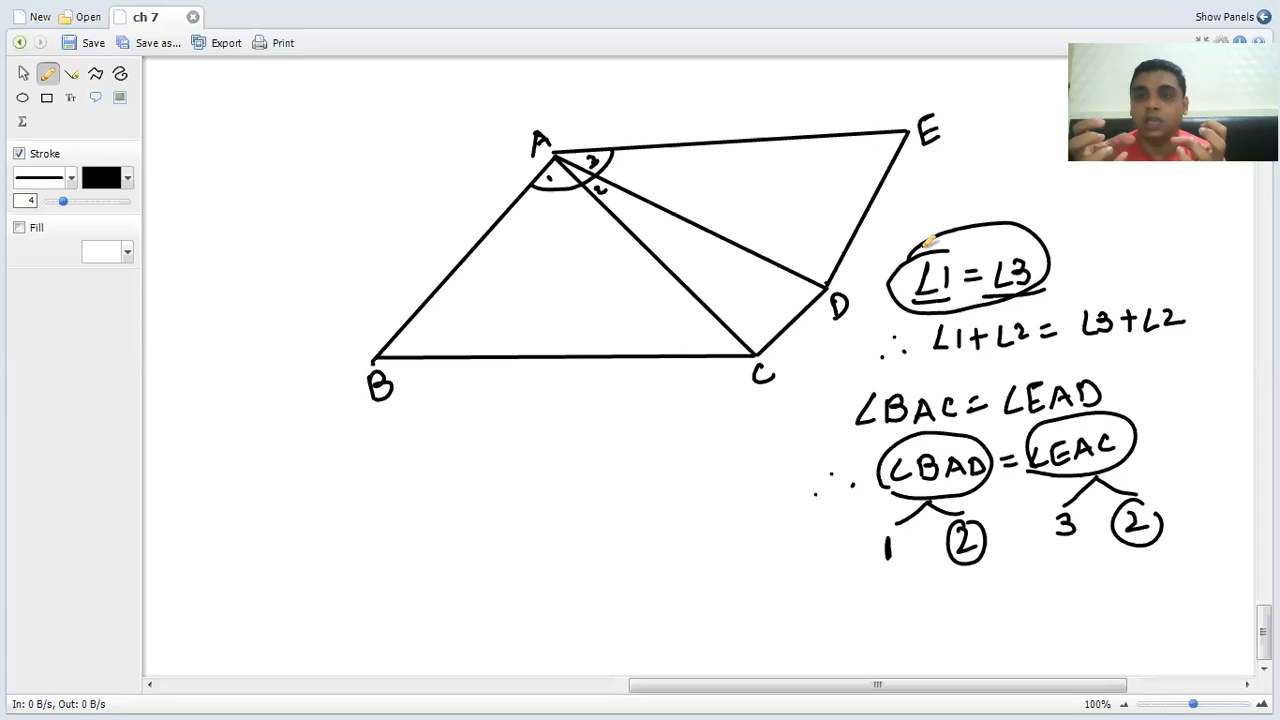 New Open ch 7 Show Panels
Save Save as... Export Print
Tr
Σ
Stroke
4
Fill
A
E
1
2
3
B
C
D
∠1 = ∠3
∴ ∠1 + ∠2 = ∠3 + ∠2
∠BAC = ∠EAD
∴ ∠BAD = ∠EAC
1 2 3 2
In: 0 B/s, Out: 0 B/s 100%